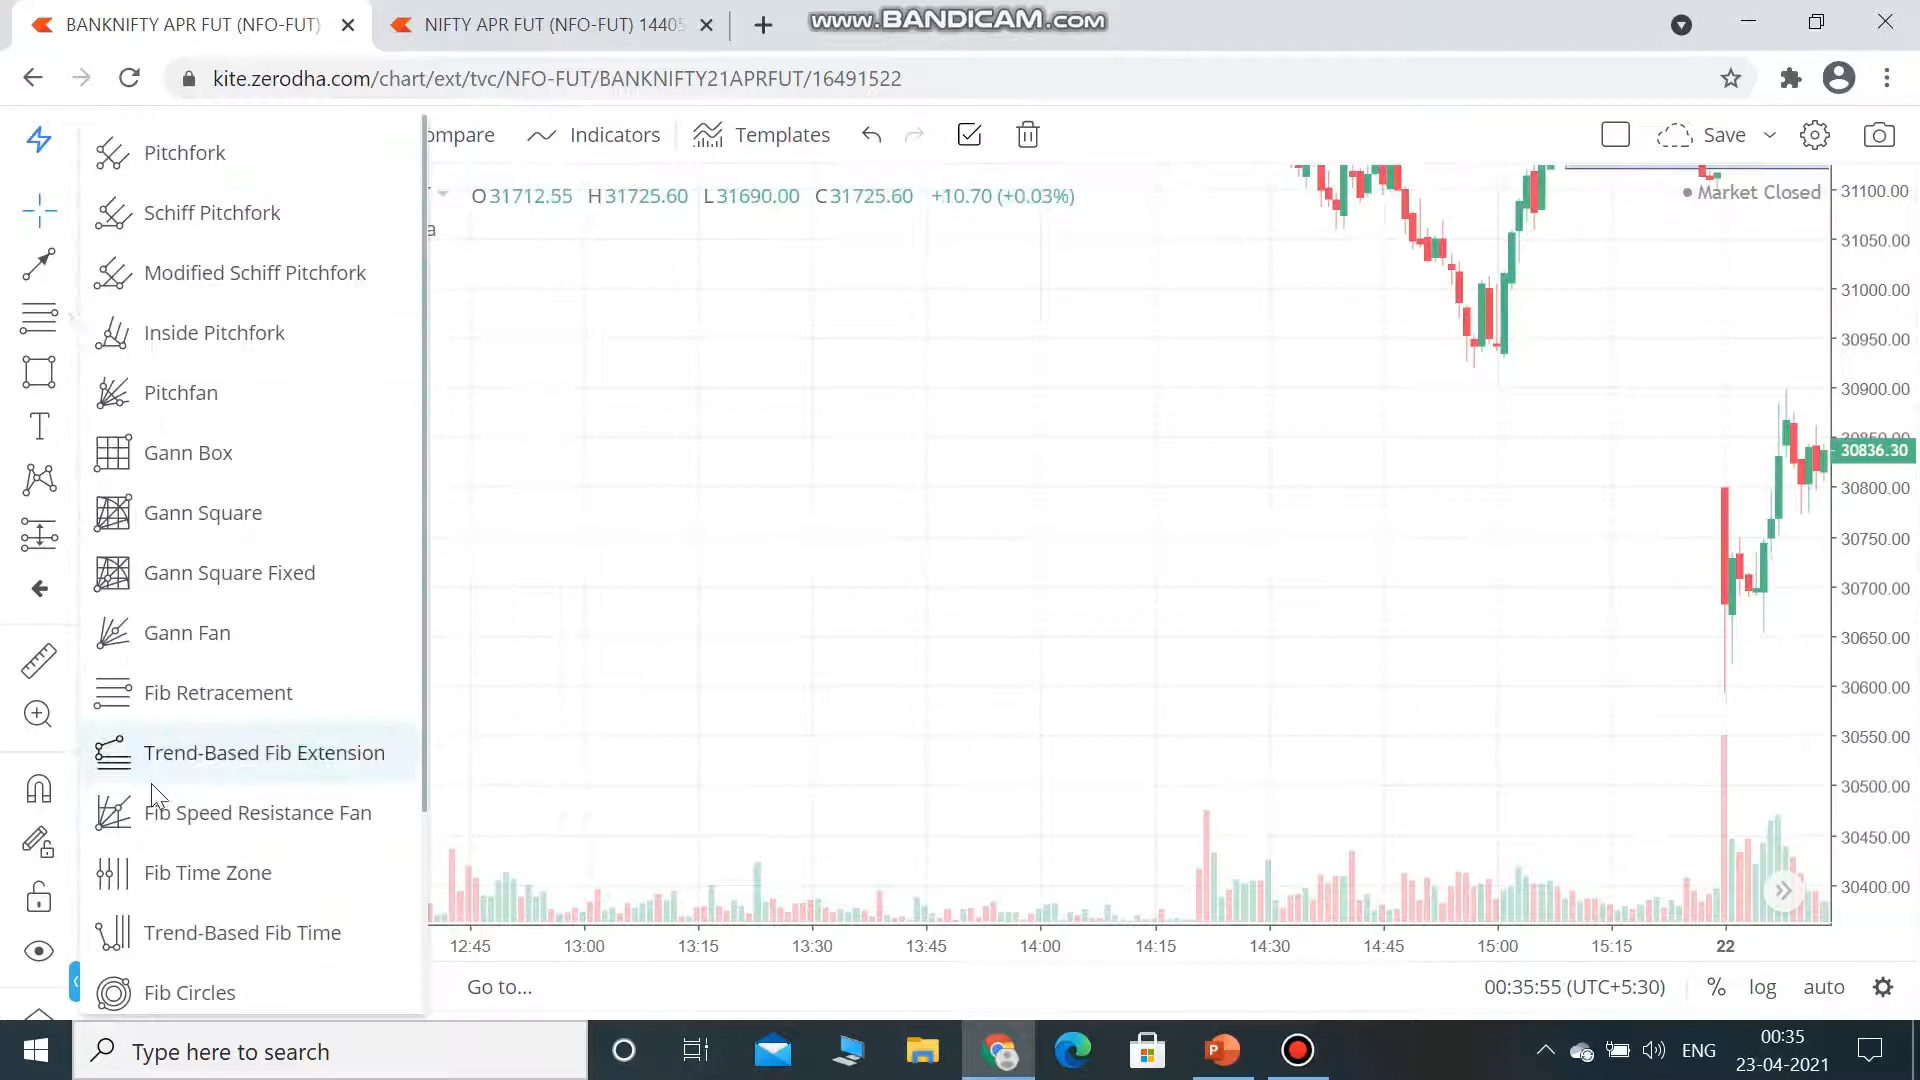 BANKNIFTY APR FUT (NFO-FUT)
NIFTY APR FUT (NFO-FUT) 14405
www.BANDICAM.com
kite.zerodha.com/chart/ext/tvc/NFO-FUT/BANKNIFTY21APRFUT/16491522
ompare
Indicators
Templates
Save
O31712.55 H31725.60 L31690.00 C31725.60 +10.70 (+0.03%)
a
Market Closed
Pitchfork
Schiff Pitchfork
Modified Schiff Pitchfork
Inside Pitchfork
Pitchfan
Gann Box
Gann Square
Gann Square Fixed
Gann Fan
Fib Retracement
Trend-Based Fib Extension
Fib Speed Resistance Fan
Fib Time Zone
Trend-Based Fib Time
Fib Circles
31100.00
31050.00
31000.00
30950.00
30900.00
30850.00
30836.30
30800.00
30750.00
30700.00
30650.00
30600.00
30550.00
30500.00
30450.00
30400.00
12:45 13:00 13:15 13:30 13:45 14:00 14:15 14:30 14:45 15:00 15:15 22
Go to...
00:35:55 (UTC+5:30) % log auto
Type here to search
ENG
00:35
23-04-2021